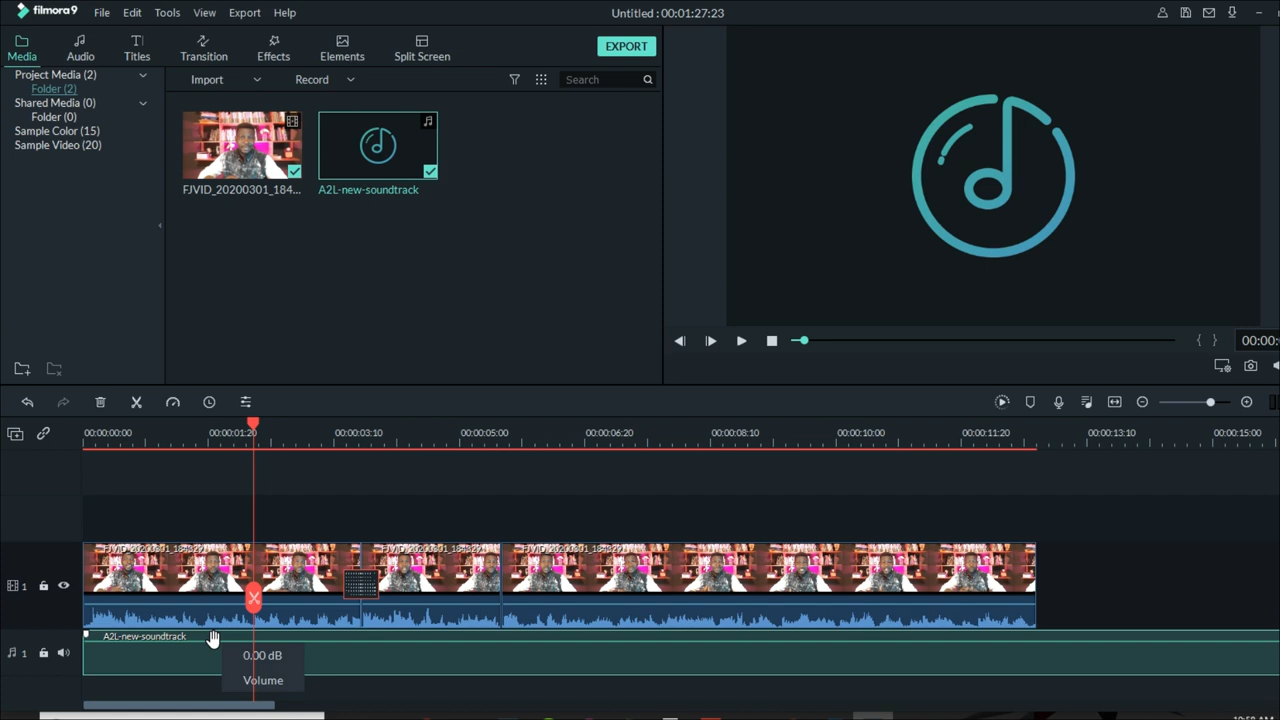 filmora9 File Edit Tools View Export Help Untitled : 00:01:27:23
Media Audio Titles Transition Effects Elements Split Screen EXPORT
Project Media (2)
Folder (2)
Shared Media (0)
Folder (0)
Sample Color (15)
Sample Video (20)
Import Record Search
FJVID_20200301_184... A2L-new-soundtrack
00:00:
00:00:00:00 00:00:01:20 00:00:03:10 00:00:05:00 00:00:06:20 00:00:08:10 00:00:10:00 00:00:11:20 00:00:13:10 00:00:15:00
1
1 A2L-new-soundtrack
0.00 dB
Volume